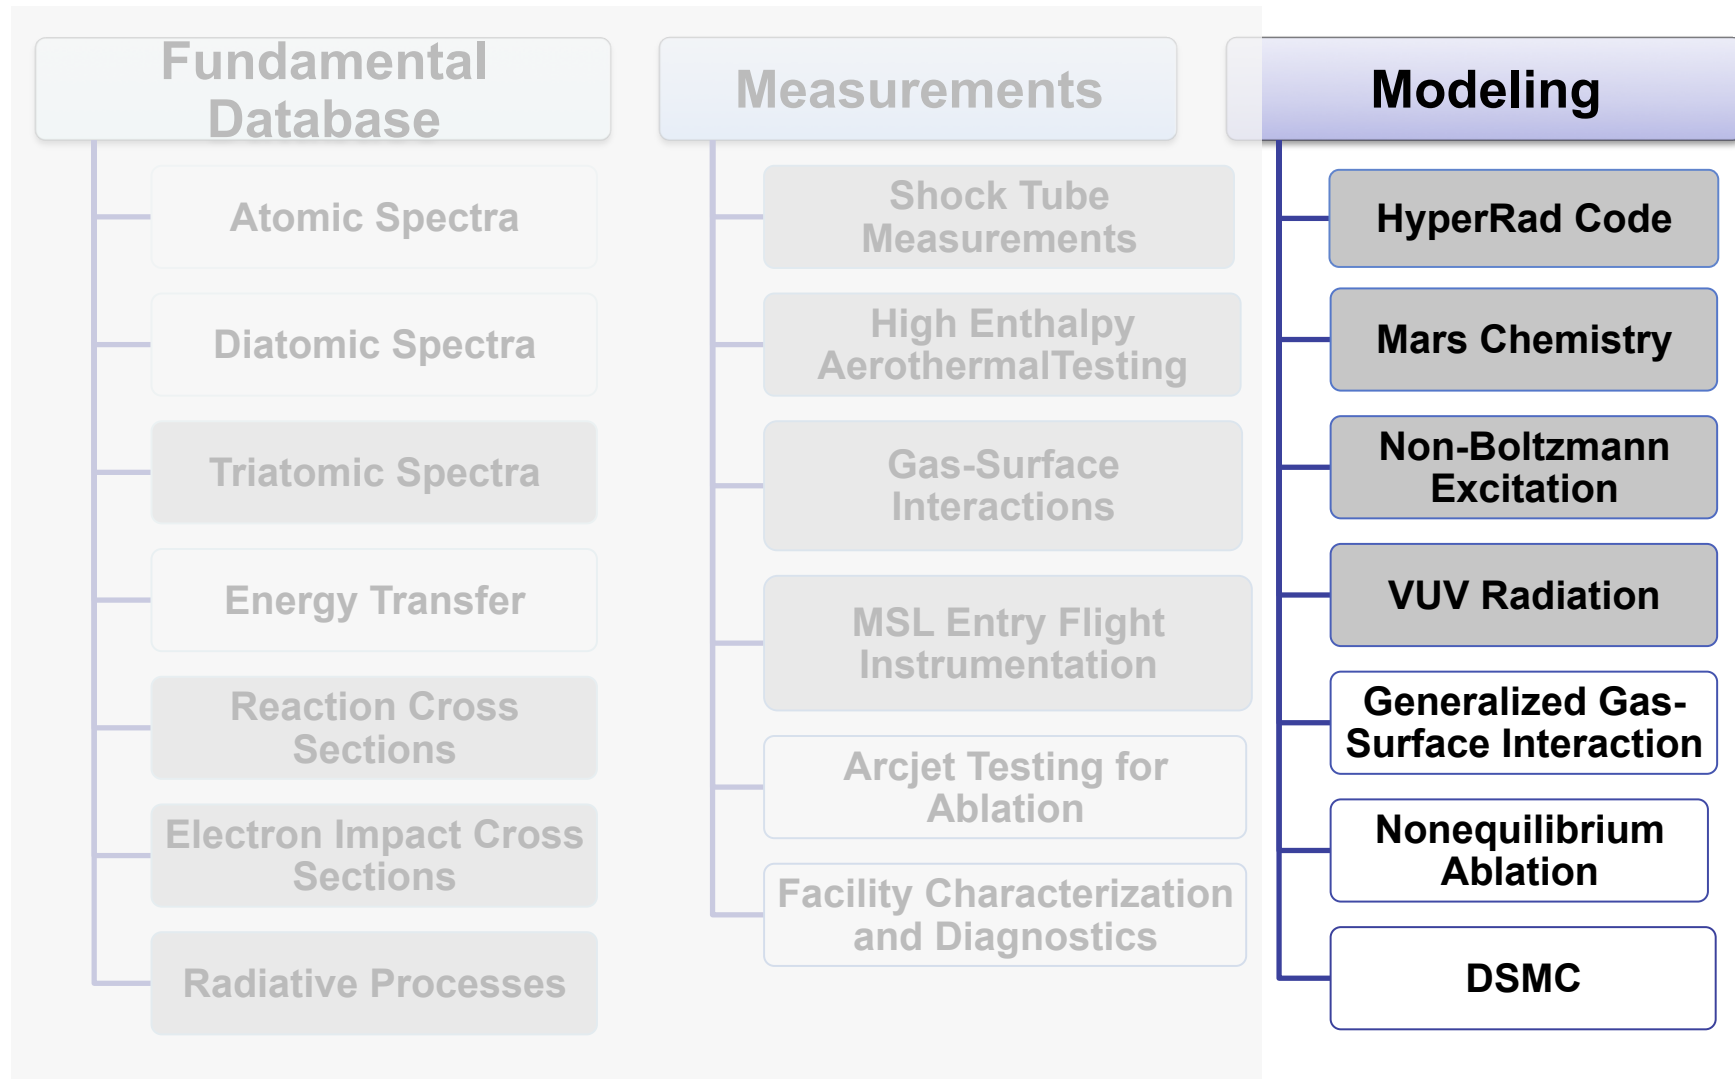 Fundamental
Database
Atomic Spectra
Diatomic Spectra
Triatomic Spectra
Energy Transfer
Reaction Cross
Sections
Electron Impact Cross
Sections
Radiative Processes
Measurements
Shock Tube
Measurements
High Enthalpy
AerothermalTesting
Gas-Surface
Interactions
MSL Entry Flight
Instrumentation
Arcjet Testing for
Ablation
Facility Characterization
and Diagnostics
Modeling
HyperRad Code
Mars Chemistry
Non-Boltzmann
Excitation
VUV Radiation
Generalized Gas-
Surface Interaction
Nonequilibrium
Ablation
DSMC